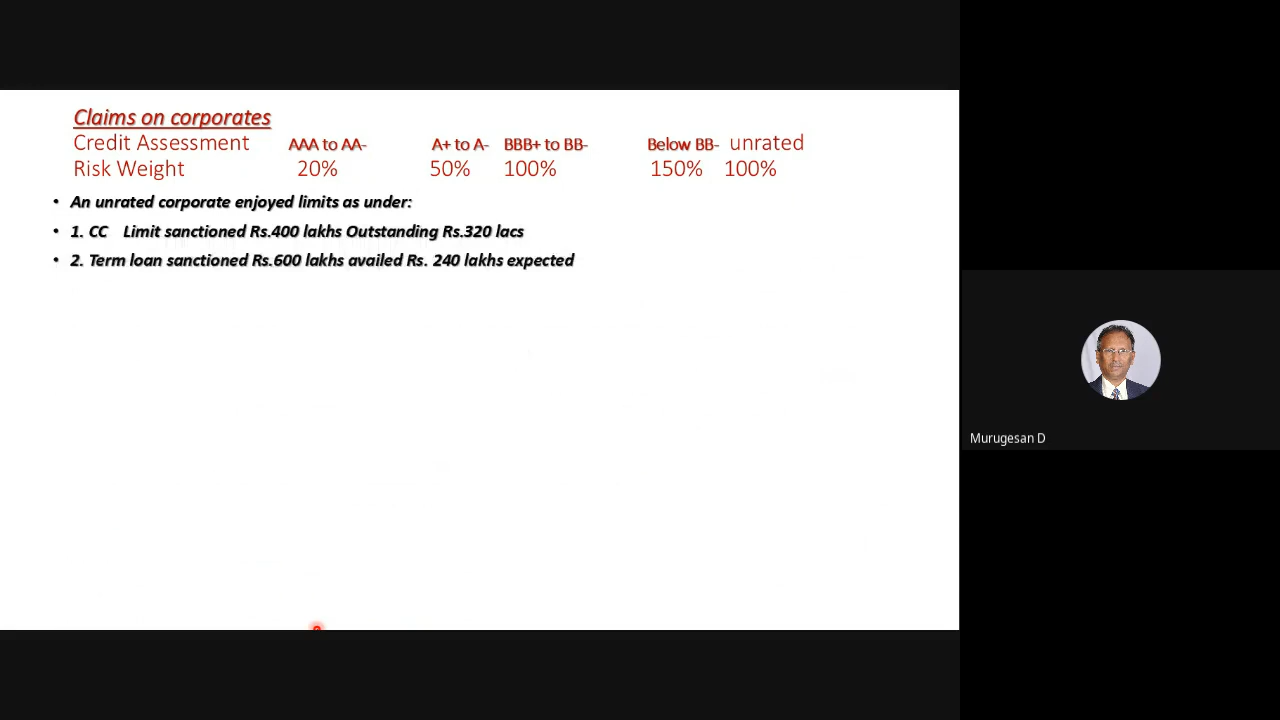 Claims on corporates
Credit Assessment AAA to AA- A+ to A- BBB+ to BB- Below BB- unrated
Risk Weight 20% 50% 100% 150% 100%
• An unrated corporate enjoyed limits as under:
• 1. CC Limit sanctioned Rs.400 lakhs Outstanding Rs.320 lacs
• 2. Term loan sanctioned Rs.600 lakhs availed Rs. 240 lakhs expected
Murugesan D